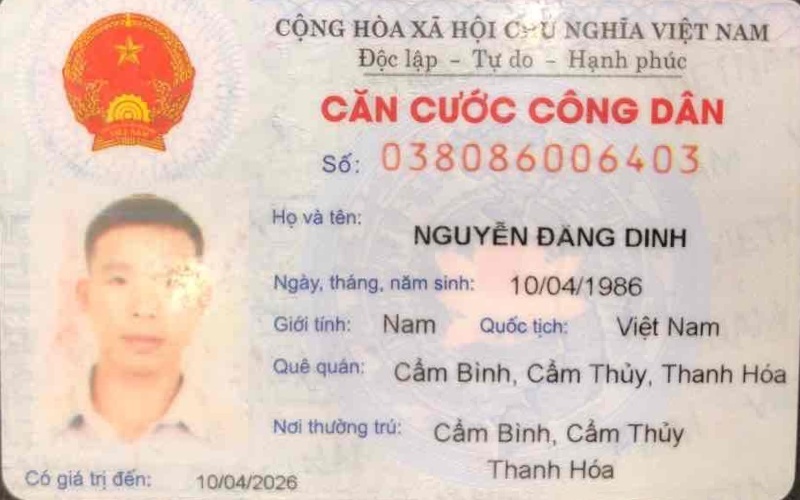 CỘNG HÒA XÃ HỘI CHỦ NGHĨA VIỆT NAM
Độc lập - Tự do - Hạnh phúc
CĂN CƯỚC CÔNG DÂN
Số: 038086006403
Họ và tên: NGUYỄN ĐĂNG DINH
Ngày, tháng, năm sinh: 10/04/1986
Giới tính: Nam Quốc tịch: Việt Nam
Quê quán: Cẩm Bình, Cẩm Thủy, Thanh Hóa
Nơi thường trú: Cẩm Bình, Cẩm Thủy
Thanh Hóa
Có giá trị đến: 10/04/2026